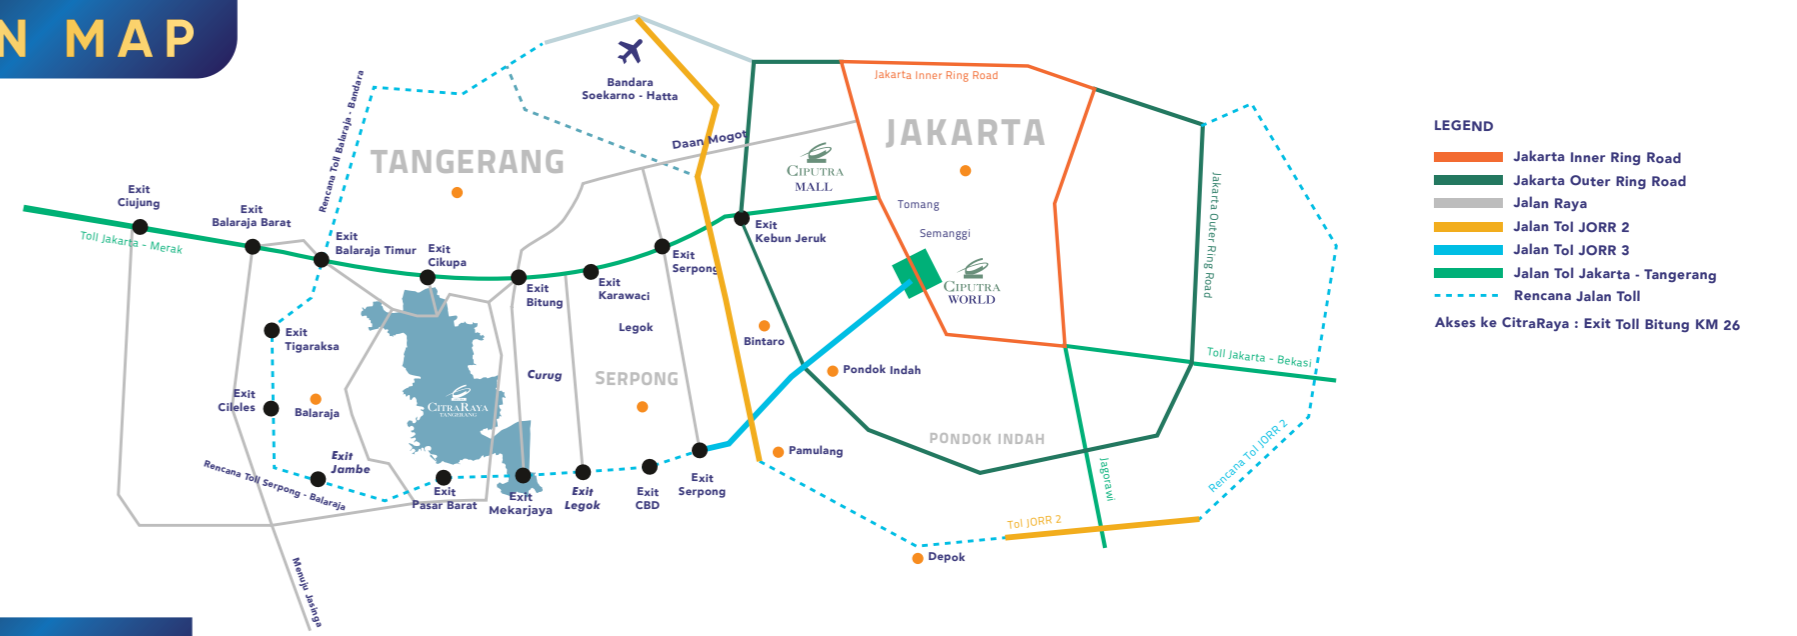 N MAP
Bandara
Soekarno - Hatta
Rencana Toll Balaraja - Bandara
TANGERANG
Daan Mogot
Jakarta Inner Ring Road
JAKARTA
CIPUTRA
MALL
Exit
Ciujung
Exit
Balaraja Barat
Toll Jakarta - Merak
Exit
Balaraja Timur
Exit
Cikupa
Exit
Bitung
Exit
Karawaci
Exit
Serpong
Exit
Kebun Jeruk
Tomang
Semanggi
CIPUTRA
WORLD
Jakarta Outer Ring Road
Toll Jakarta - Bekasi
Exit
Tigaraksa
Legok
Bintaro
Pondok Indah
Curug
SERPONG
Exit
Cileles
Balaraja
CITRARAYA
TANGERANG
PONDOK INDAH
Pamulang
Exit
Jambe
Rencana Toll Serpong - Balaraja
Exit
Pasar Barat
Exit
Mekarjaya
Exit
Legok
Exit
CBD
Exit
Serpong
Jagorawi
Rencana Tol JORR 2
Tol JORR 2
Depok
Menuju Jasinga
LEGEND
Jakarta Inner Ring Road
Jakarta Outer Ring Road
Jalan Raya
Jalan Tol JORR 2
Jalan Tol JORR 3
Jalan Tol Jakarta - Tangerang
Rencana Jalan Toll
Akses ke CitraRaya : Exit Toll Bitung KM 26